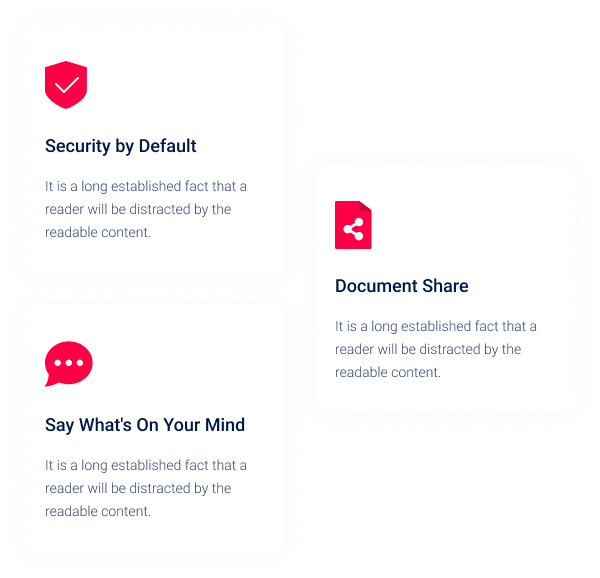 Security by Default
It is a long established fact that a
reader will be distracted by the
readable content.
Document Share
It is a long established fact that a
reader will be distracted by the
readable content.
Say What's On Your Mind
It is a long established fact that a
reader will be distracted by the
readable content.